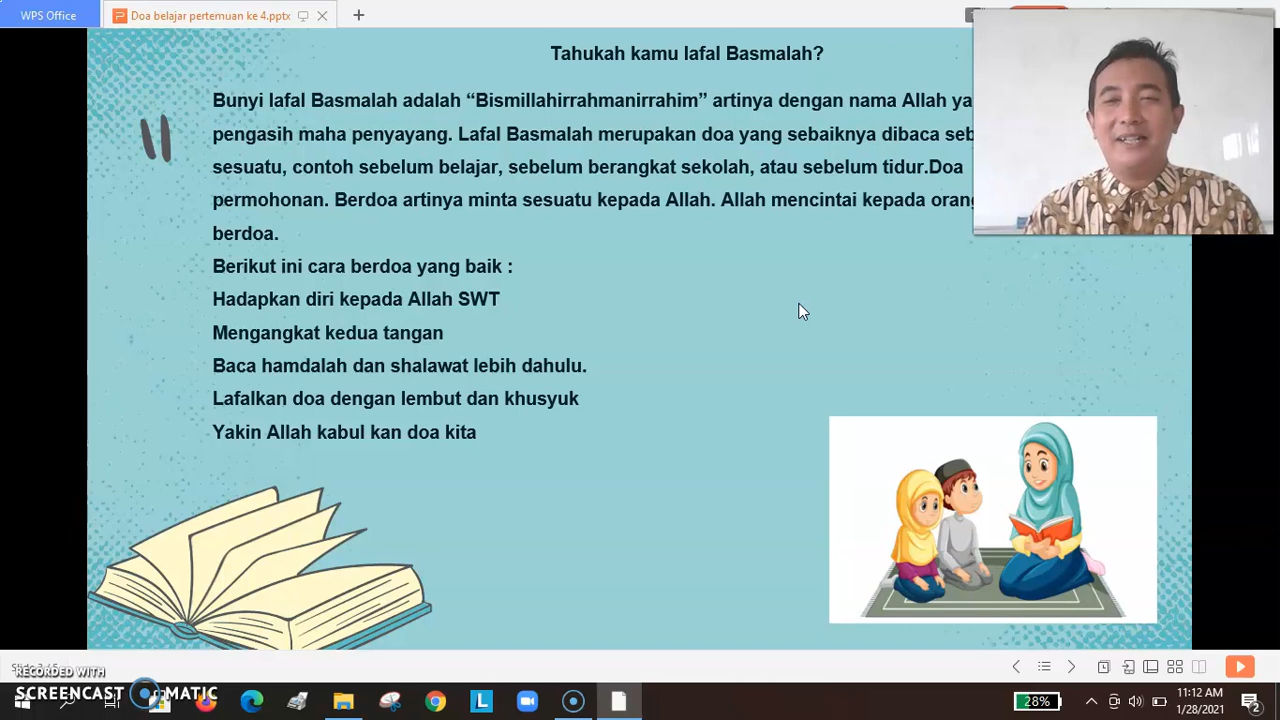 WPS Office
Doa belajar pertemuan ke 4.pptx
Tahukah kamu lafal Basmalah?
Bunyi lafal Basmalah adalah “Bismillahirrahmanirrahim” artinya dengan nama Allah ya
pengasih maha penyayang. Lafal Basmalah merupakan doa yang sebaiknya dibaca seb
sesuatu, contoh sebelum belajar, sebelum berangkat sekolah, atau sebelum tidur.Doa
permohonan. Berdoa artinya minta sesuatu kepada Allah. Allah mencintai kepada orang
berdoa.
Berikut ini cara berdoa yang baik :
Hadapkan diri kepada Allah SWT
Mengangkat kedua tangan
Baca hamdalah dan shalawat lebih dahulu.
Lafalkan doa dengan lembut dan khusyuk
Yakin Allah kabul kan doa kita
RECORDED WITH
SCREENCAST MATIC
28%
11:12 AM
1/28/2021
2